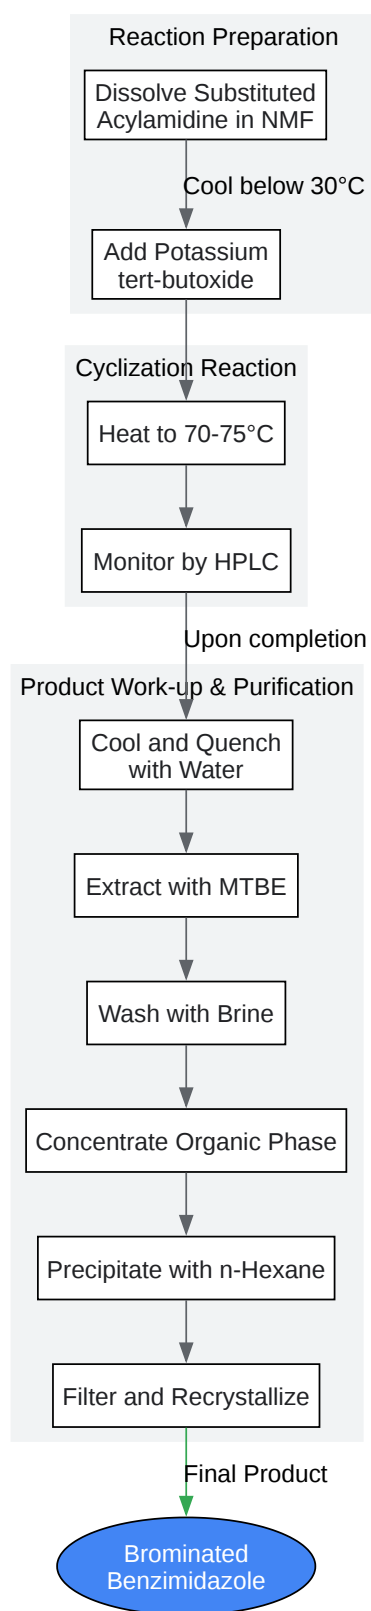 Reaction Preparation
Dissolve Substituted
Acylamidine in NMF
Cool below 30°C
Add Potassium
tert-butoxide
Cyclization Reaction
Heat to 70-75°C
Monitor by HPLC
Upon completion
Product Work-up & Purification
Cool and Quench
with Water
Extract with MTBE
Wash with Brine
Concentrate Organic Phase
Precipitate with n-Hexane
Filter and Recrystallize
Final Product
Brominated
Benzimidazole